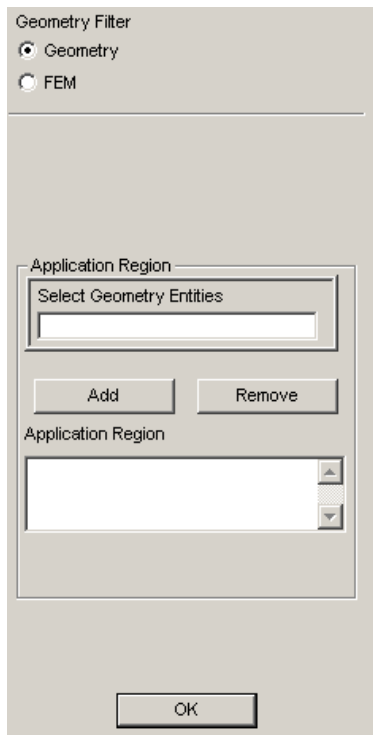 Geometry Filter
Geometry
FEM
Application Region
Select Geometry Entities
Add
Remove
Application Region
OK